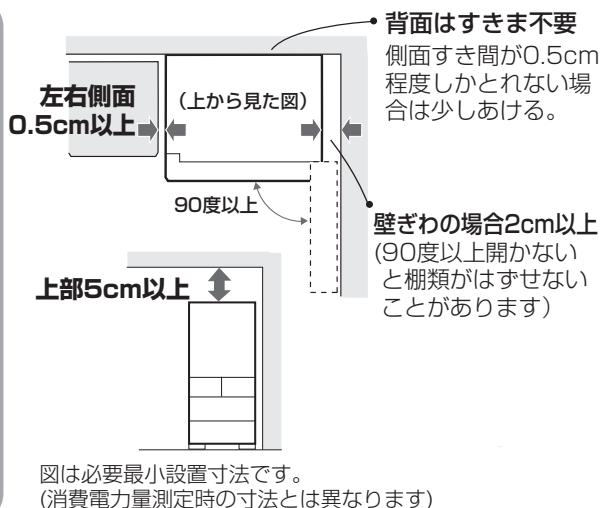 背面はすきま不要
側面すき間が0.5cm
程度しかとれない場
合は少しあける。
左右側面
0.5cm以上
(上から見た図)
90度以上
壁ぎわの場合2cm以上
(90度以上開かない
と棚類がはずせない
ことがあります)
上部5cm以上
図は必要最小設置寸法です。
(消費電力量測定時の寸法とは異なります)